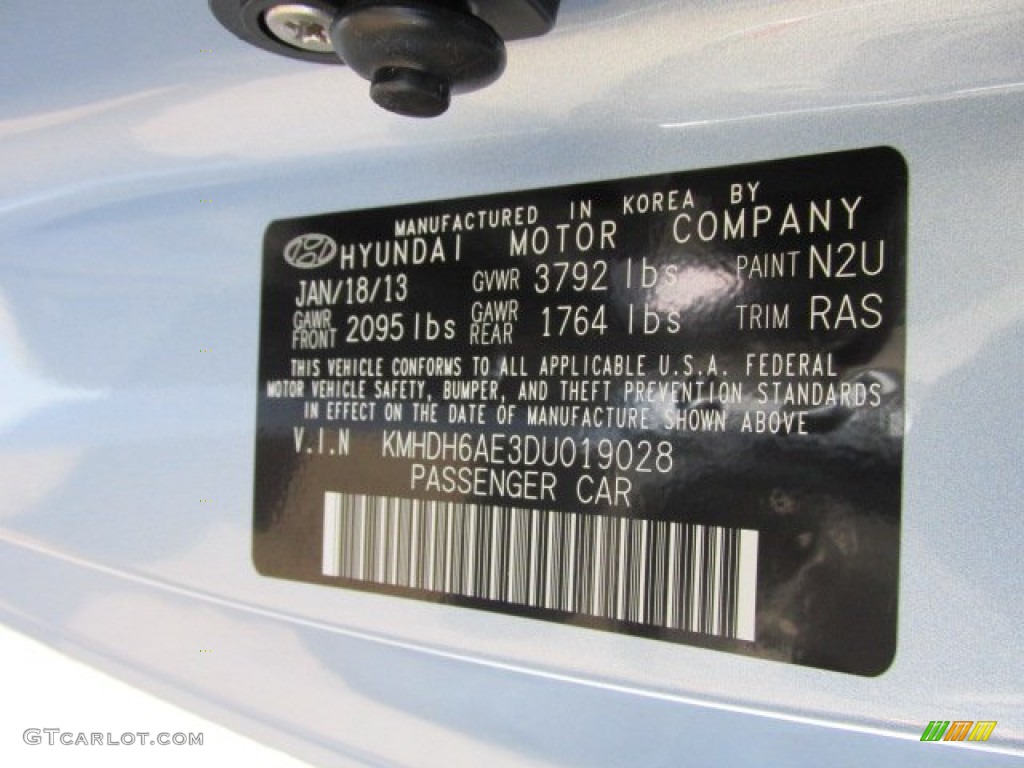 MANUFACTURED IN KOREA BY
HYUNDAI MOTOR COMPANY
JAN/18/13 GVWR 3792 lbs PAINT N2U
GAWR FRONT 2095 lbs GAWR REAR 1764 lbs TRIM RAS
THIS VEHICLE CONFORMS TO ALL APPLICABLE U.S.A. FEDERAL
MOTOR VEHICLE SAFETY, BUMPER, AND THEFT PREVENTION STANDARDS
IN EFFECT ON THE DATE OF MANUFACTURE SHOWN ABOVE
V.I.N KMHDH6AE3DU019028
PASSENGER CAR
GTCARLOT.COM